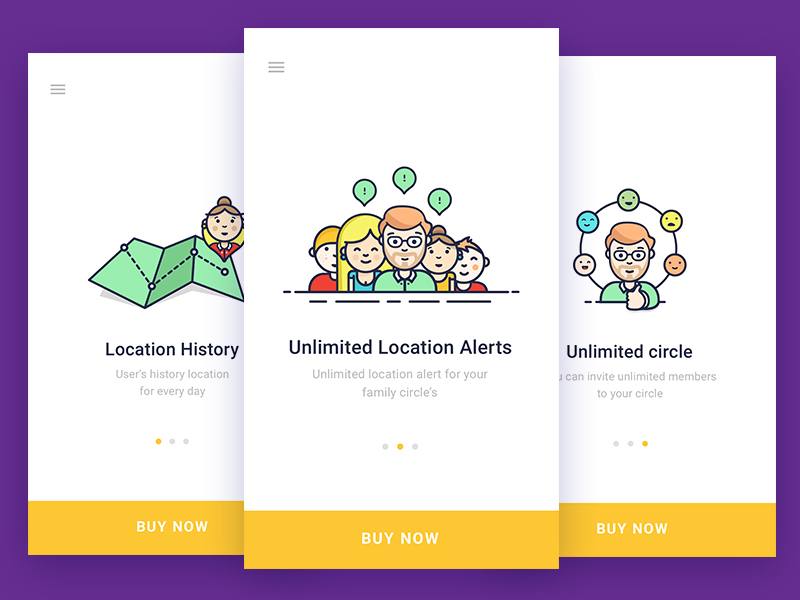 Location History
User's history location
for every day
BUY NOW
! ! !
Unlimited Location Alerts
Unlimited location alert for your
family circle's
BUY NOW
Unlimited circle
can invite unlimited members
to your circle
BUY NOW